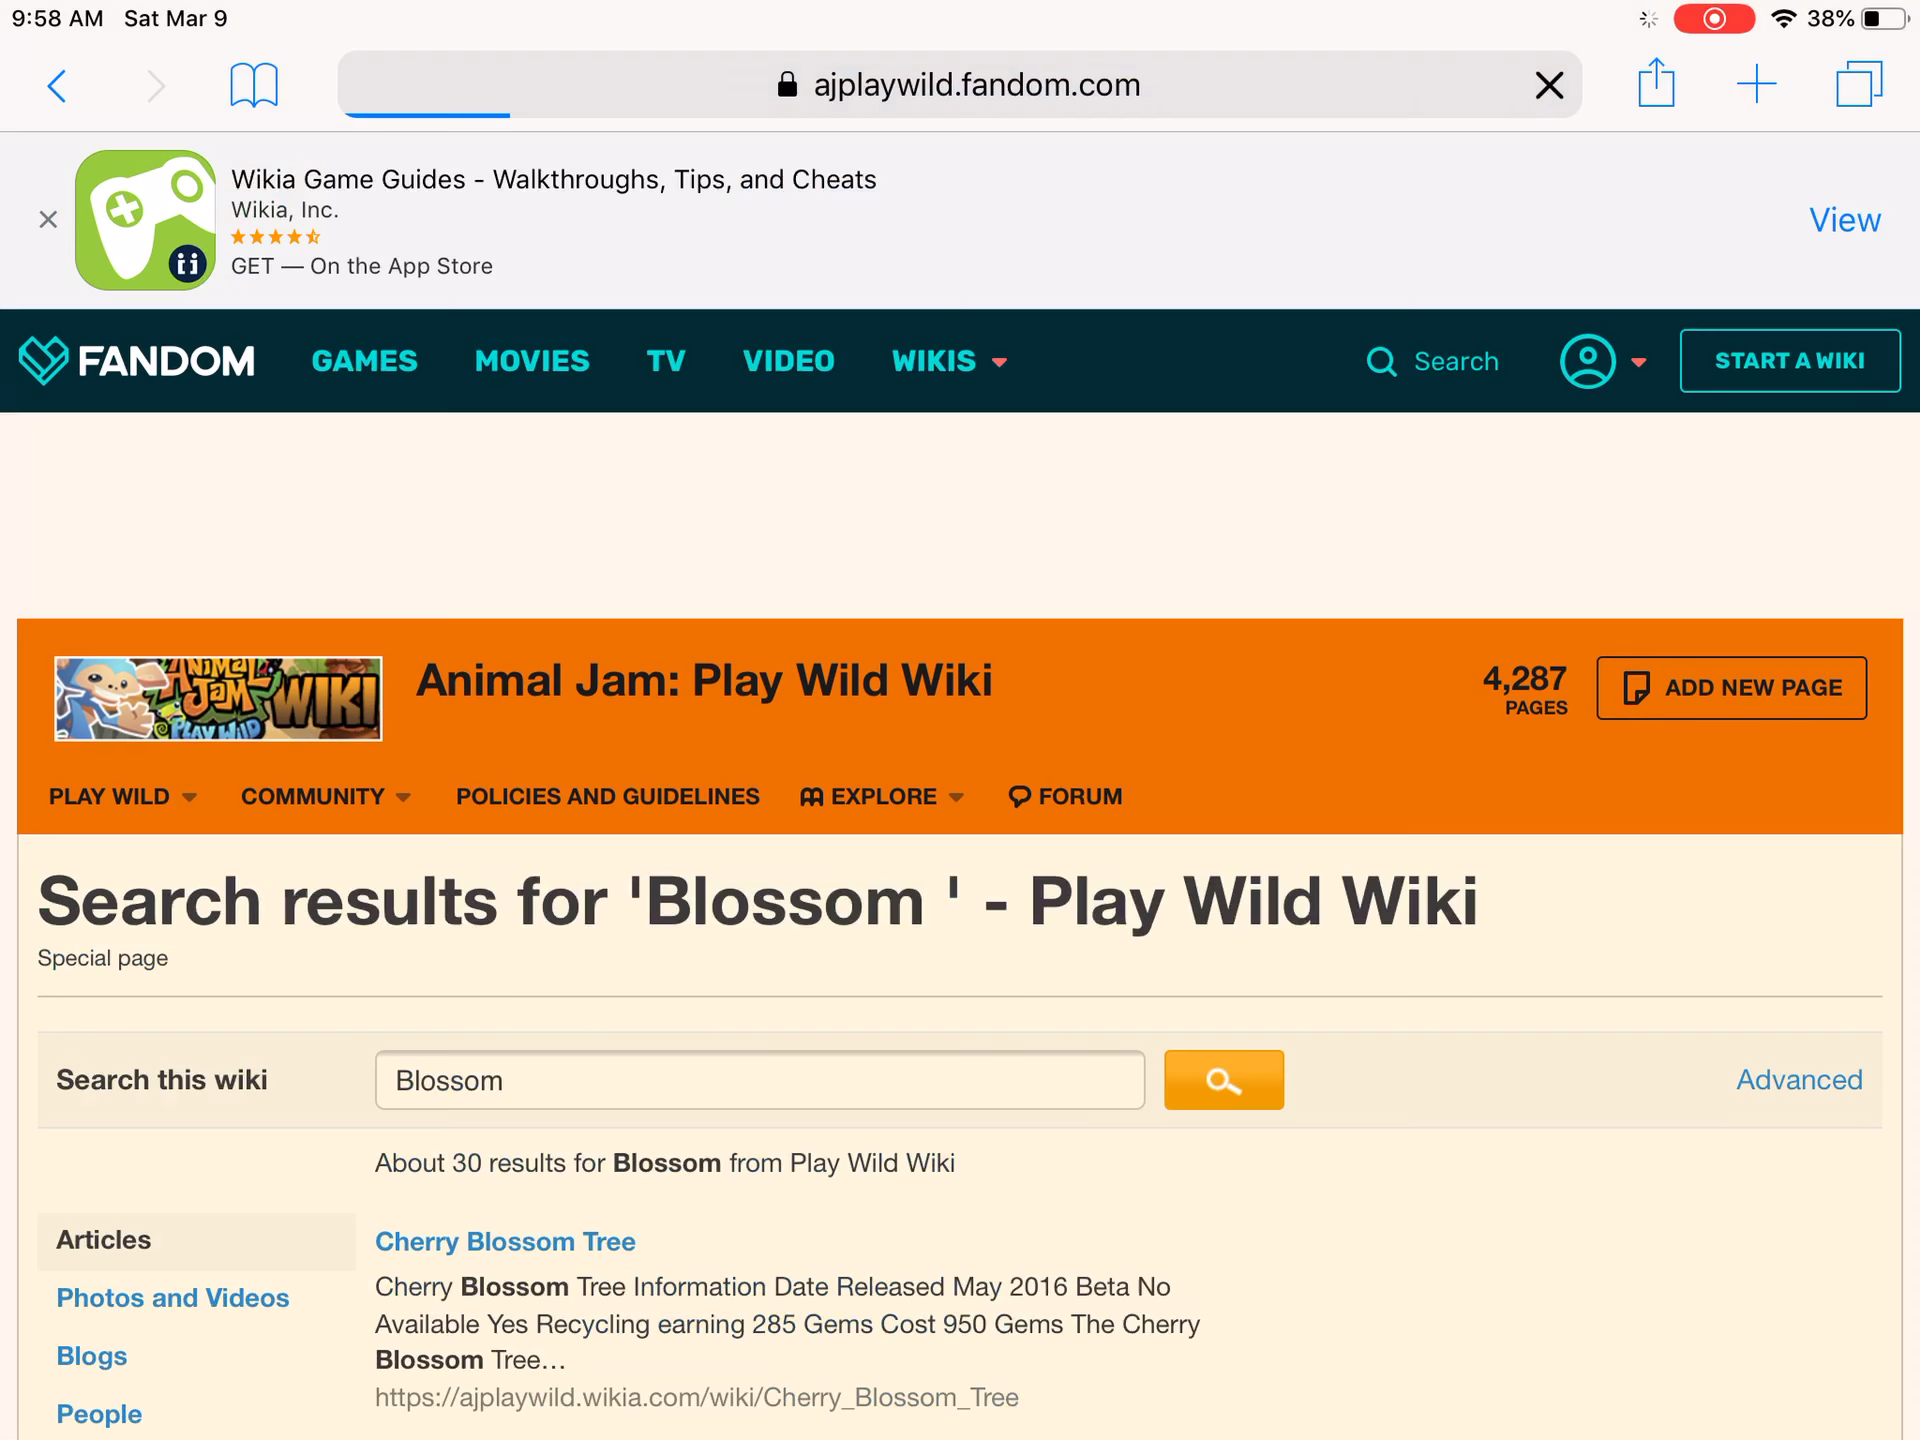 9:58 AM Sat Mar 9
38%
ajplaywild.fandom.com
Wikia Game Guides - Walkthroughs, Tips, and Cheats
Wikia, Inc.
GET — On the App Store
View
FANDOM GAMES MOVIES TV VIDEO WIKIS Search START A WIKI
ANIMAL JAM PLAY WILD WIKI
Animal Jam: Play Wild Wiki
4,287
PAGES
ADD NEW PAGE
PLAY WILD COMMUNITY POLICIES AND GUIDELINES EXPLORE FORUM
Search results for 'Blossom ' - Play Wild Wiki
Special page
Search this wiki Blossom Advanced
About 30 results for Blossom from Play Wild Wiki
Articles
Photos and Videos
Blogs
People
Cherry Blossom Tree
Cherry Blossom Tree Information Date Released May 2016 Beta No
Available Yes Recycling earning 285 Gems Cost 950 Gems The Cherry
Blossom Tree…
https://ajplaywild.wikia.com/wiki/Cherry_Blossom_Tree